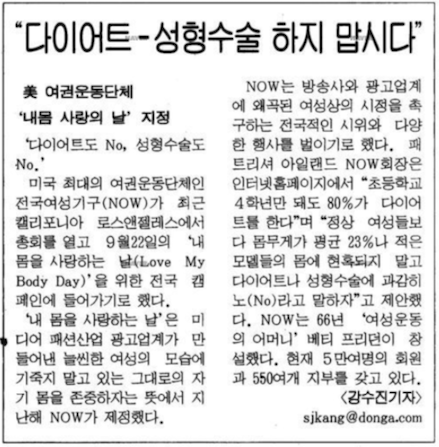 “다이어트－성형수술 하지 맙시다”
美 여권운동단체
‘내몸 사랑의 날’ 지정
‘다이어트도 No, 성형수술도
No.’
미국 최대의 여권운동단체인
전국여성기구(NOW)가 최근
캘리포니아 로스앤젤레스에서
총회를 열고 9월22일의 ‘내
몸을 사랑하는 날(Love My
Body Day)’을 위한 전국 캠
페인에 들어가기로 했다.
‘내 몸을 사랑하는 날’은 미
디어 패션산업 광고업계가 만
들어낸 늘씬한 여성의 모습에
기죽지 말고 있는 그대로의 자
기 몸을 존중하자는 뜻에서 지
난해 NOW가 제정했다.
NOW는 방송사와 광고업계
에 왜곡된 여성상의 시정을 촉
구하는 전국적인 시위와 다양
한 행사를 벌이기로 했다. 패
트리셔 아일랜드 NOW회장은
인터넷홈페이지에서 “초등학교
4학년만 돼도 80%가 다이어
트를 한다”며 “정상 여성들보
다 몸무게가 평균 23%나 적은
모델들의 몸에 현혹되지 말고
다이어트나 성형수술에 과감히
노(No)라고 말하자”고 제안했
다. NOW는 66년 ‘여성운동
의 어머니’ 베티 프리던이 창
설했다. 현재 5만여명의 회원
과 550여개 지부를 갖고 있다.
〈강수진기자〉
sjkang@donga.com